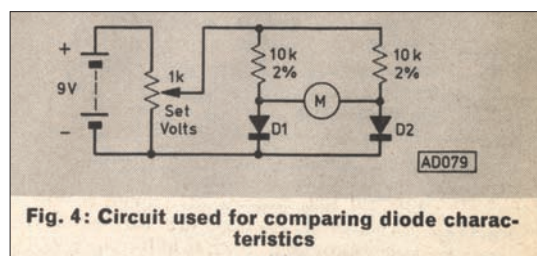 +
9V
−
1k
Set
Volts
10k
2%
10k
2%
M
D1
D2
AD079
Fig. 4: Circuit used for comparing diode charac-
teristics